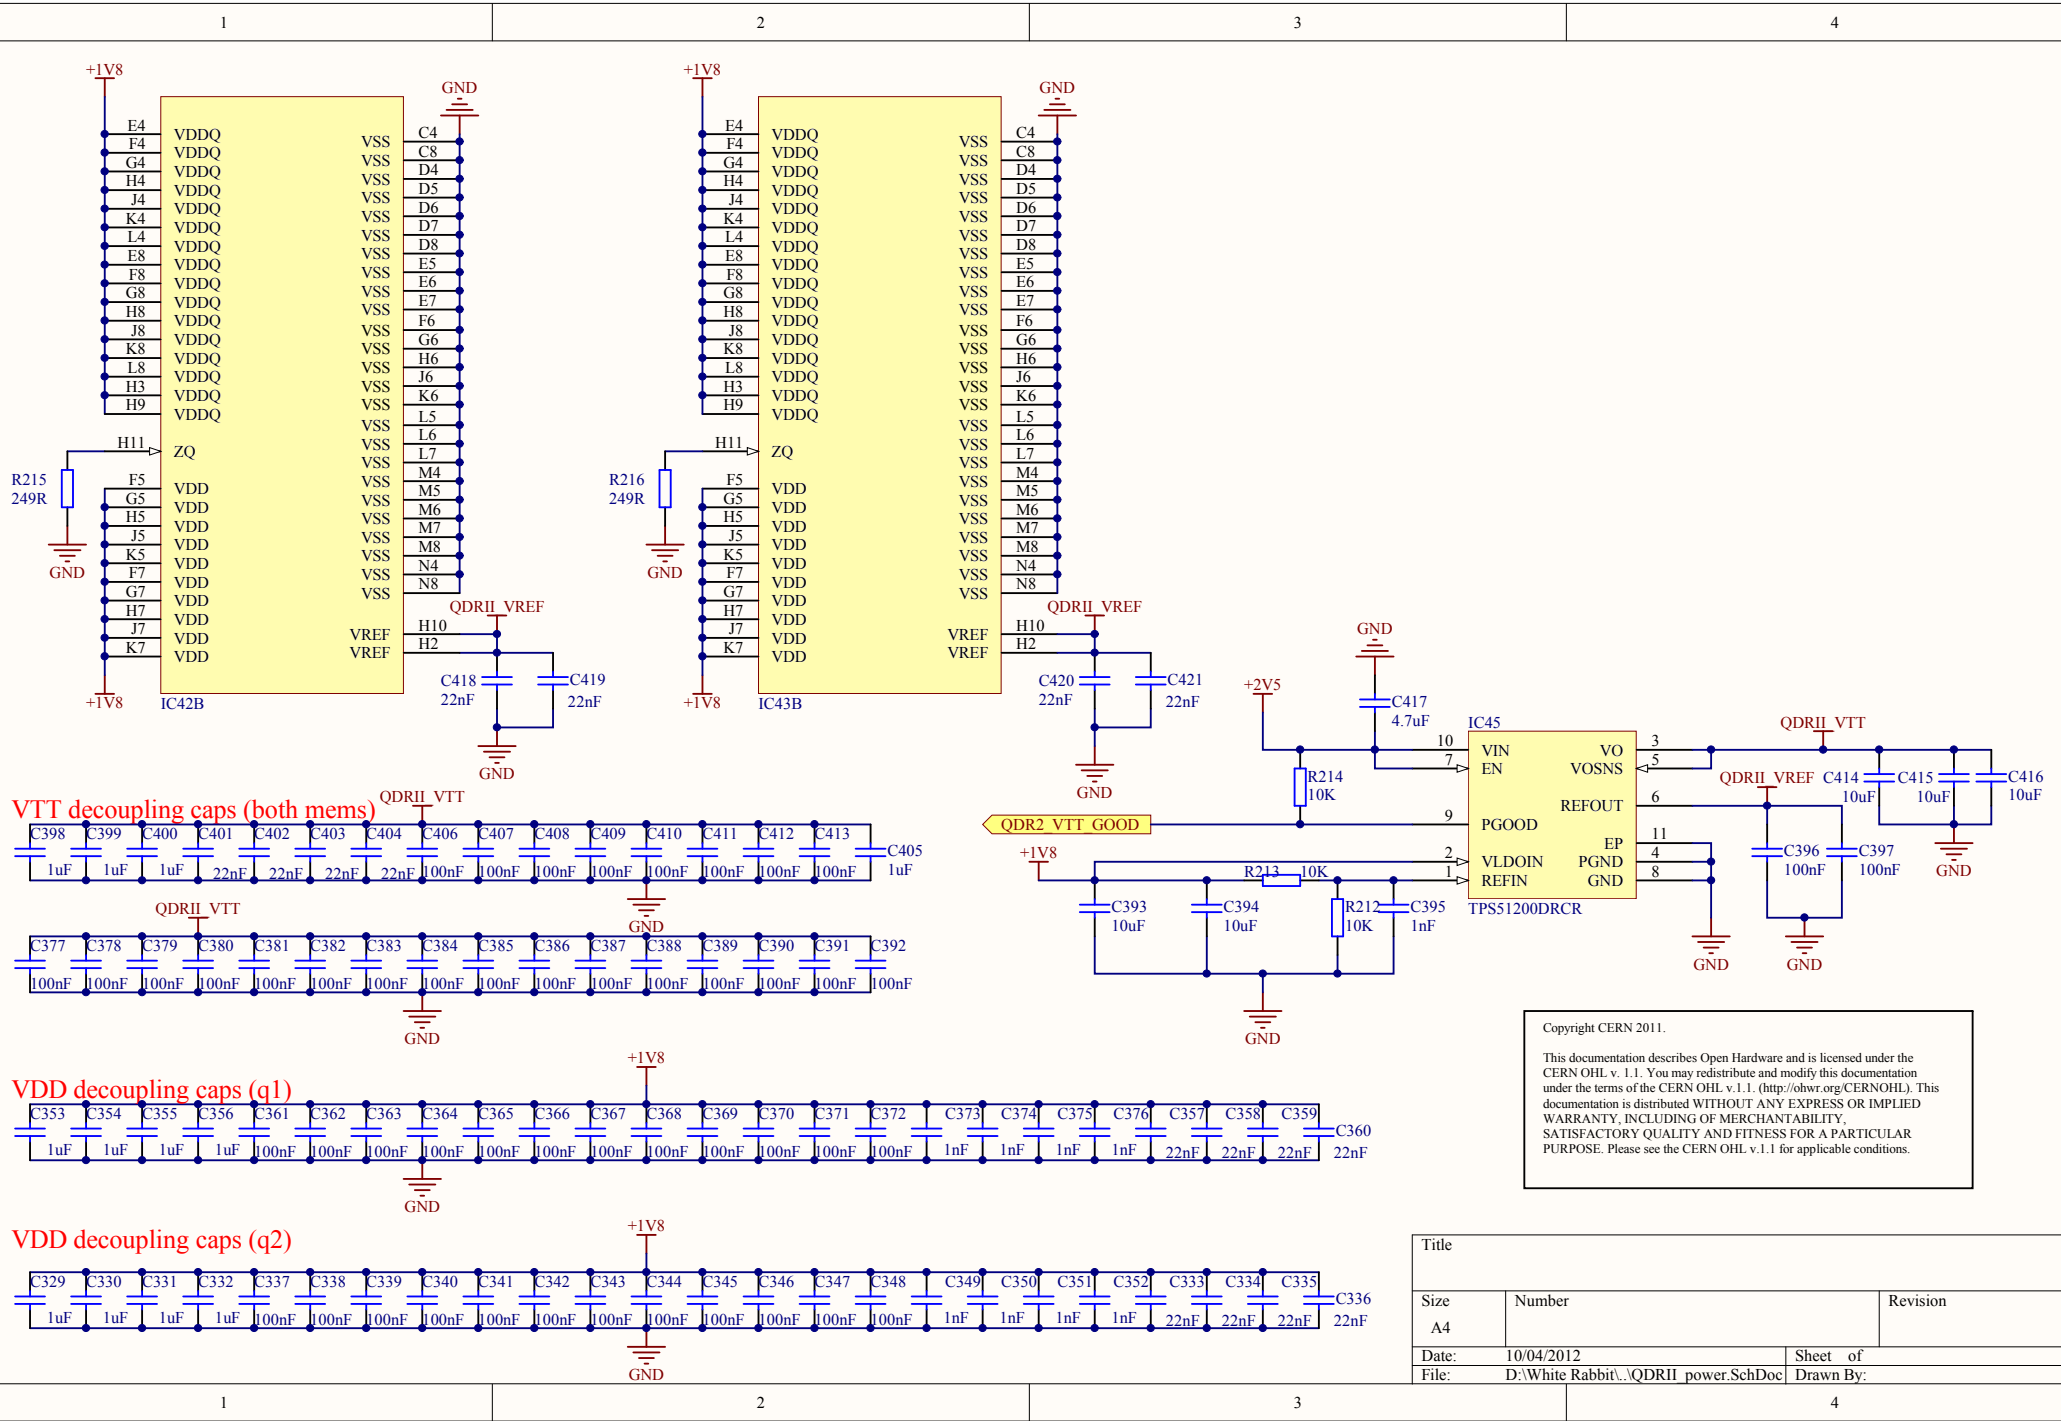 1 2 3 4
+1V8
GND
E4 VDDQ
F4 VDDQ
G4 VDDQ
H4 VDDQ
J4 VDDQ
K4 VDDQ
L4 VDDQ
E8 VDDQ
F8 VDDQ
G8 VDDQ
H8 VDDQ
J8 VDDQ
K8 VDDQ
L8 VDDQ
H3 VDDQ
H9 VDDQ
H11 ZQ
R215
249R
GND
F5 VDD
G5 VDD
H5 VDD
J5 VDD
K5 VDD
F7 VDD
G7 VDD
H7 VDD
J7 VDD
K7 VDD
+1V8
IC42B
VSS C4
VSS C8
VSS D4
VSS D5
VSS D6
VSS D7
VSS D8
VSS E5
VSS E6
VSS E7
VSS F6
VSS G6
VSS H6
VSS J6
VSS K6
VSS L5
VSS L6
VSS L7
VSS M4
VSS M5
VSS M6
VSS M7
VSS M8
VSS N4
VSS N8
QDRII_VREF
VREF H10
VREF H2
C418
22nF
C419
22nF
GND
+1V8
GND
E4 VDDQ
F4 VDDQ
G4 VDDQ
H4 VDDQ
J4 VDDQ
K4 VDDQ
L4 VDDQ
E8 VDDQ
F8 VDDQ
G8 VDDQ
H8 VDDQ
J8 VDDQ
K8 VDDQ
L8 VDDQ
H3 VDDQ
H9 VDDQ
H11 ZQ
R216
249R
GND
F5 VDD
G5 VDD
H5 VDD
J5 VDD
K5 VDD
F7 VDD
G7 VDD
H7 VDD
J7 VDD
K7 VDD
+1V8
IC43B
VSS C4
VSS C8
VSS D4
VSS D5
VSS D6
VSS D7
VSS D8
VSS E5
VSS E6
VSS E7
VSS F6
VSS G6
VSS H6
VSS J6
VSS K6
VSS L5
VSS L6
VSS L7
VSS M4
VSS M5
VSS M6
VSS M7
VSS M8
VSS N4
VSS N8
QDRII_VREF
VREF H10
VREF H2
C420
22nF
C421
22nF
GND
GND
+2V5
C417
4.7uF
IC45
10 VIN
7 EN
9 PGOOD
2 VLDOIN
1 REFIN
VO 3
VOSNS 5
REFOUT 6
EP 11
PGND 4
GND 8
TPS51200DRCR
R214
10K
QDR2_VTT_GOOD
+1V8
R213 10K
C393
10uF
C394
10uF
R212
10K
C395
1nF
GND
QDRII_VTT
QDRII_VREF
C414
10uF
C415
10uF
C416
10uF
GND
C396
100nF
C397
100nF
GND
GND
VTT decoupling caps (both mems)
QDRII_VTT
C398 C399 C400 C401 C402 C403 C404 C406 C407 C408 C409 C410 C411 C412 C413 C405
1uF 1uF 1uF 22nF 22nF 22nF 22nF 100nF 100nF 100nF 100nF 100nF 100nF 100nF 100nF 1uF
GND
QDRII_VTT
C377 C378 C379 C380 C381 C382 C383 C384 C385 C386 C387 C388 C389 C390 C391 C392
100nF 100nF 100nF 100nF 100nF 100nF 100nF 100nF 100nF 100nF 100nF 100nF 100nF 100nF 100nF 100nF
GND
+1V8
VDD decoupling caps (q1)
C353 C354 C355 C356 C361 C362 C363 C364 C365 C366 C367 C368 C369 C370 C371 C372 C373 C374 C375 C376 C357 C358 C359 C360
1uF 1uF 1uF 1uF 100nF 100nF 100nF 100nF 100nF 100nF 100nF 100nF 100nF 100nF 100nF 100nF 1nF 1nF 1nF 1nF 22nF 22nF 22nF 22nF
GND
+1V8
VDD decoupling caps (q2)
C329 C330 C331 C332 C337 C338 C339 C340 C341 C342 C343 C344 C345 C346 C347 C348 C349 C350 C351 C352 C333 C334 C335 C336
1uF 1uF 1uF 1uF 100nF 100nF 100nF 100nF 100nF 100nF 100nF 100nF 100nF 100nF 100nF 100nF 1nF 1nF 1nF 1nF 22nF 22nF 22nF 22nF
GND
Copyright CERN 2011.
This documentation describes Open Hardware and is licensed under the
CERN OHL v. 1.1. You may redistribute and modify this documentation
under the terms of the CERN OHL v.1.1. (http://ohwr.org/CERNOHL). This
documentation is distributed WITHOUT ANY EXPRESS OR IMPLIED
WARRANTY, INCLUDING OF MERCHANTABILITY,
SATISFACTORY QUALITY AND FITNESS FOR A PARTICULAR
PURPOSE. Please see the CERN OHL v.1.1 for applicable conditions.
Title
Size Number Revision
A4
Date: 10/04/2012 Sheet of
File: D:\White Rabbit\..\QDRII_power.SchDoc Drawn By:
1 2 3 4